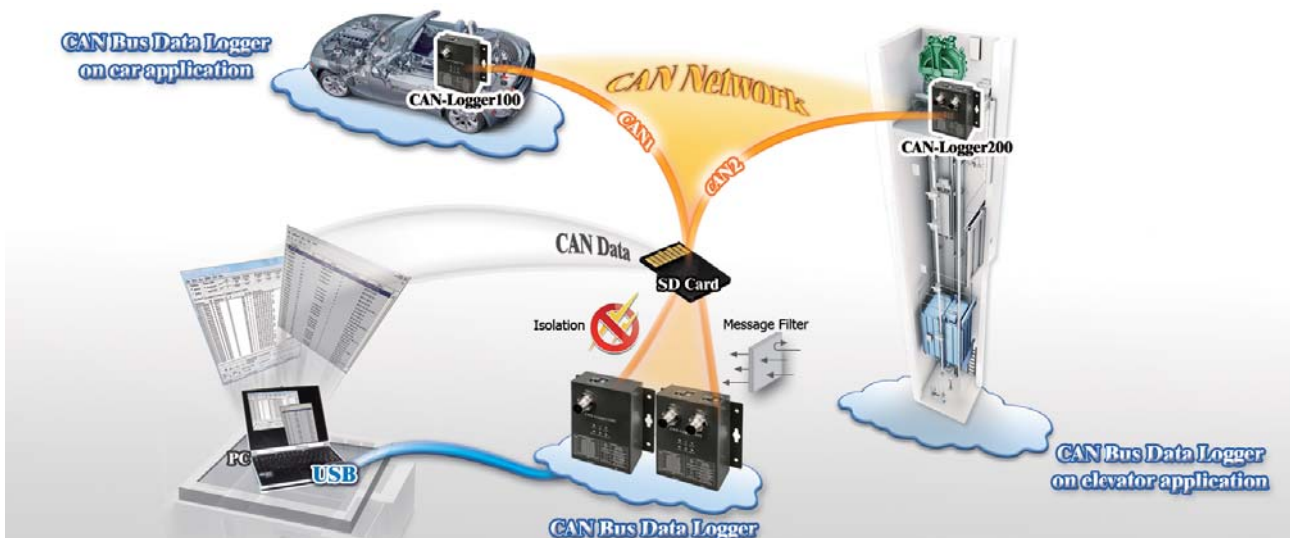 CAN Bus Data Logger
on car application
CAN-Logger100
CAN Network
CAN1
CAN2
CAN-Logger200
CAN Data
SD Card
Isolation
Message Filter
PC
USB
CAN Bus Data Logger
CAN Bus Data Logger
on elevator application